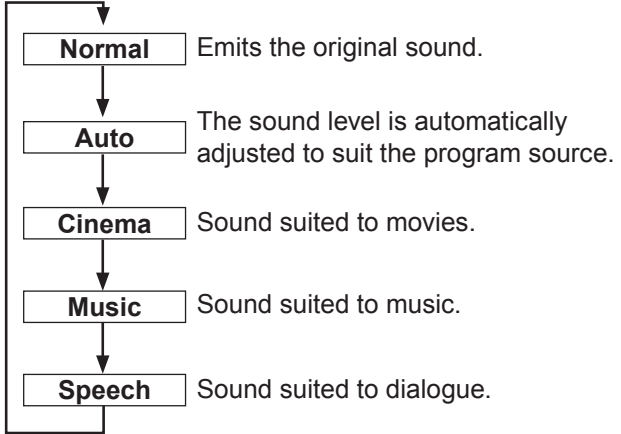 Normal Emits the original sound.
Auto The sound level is automatically
adjusted to suit the program source.
Cinema Sound suited to movies.
Music Sound suited to music.
Speech Sound suited to dialogue.